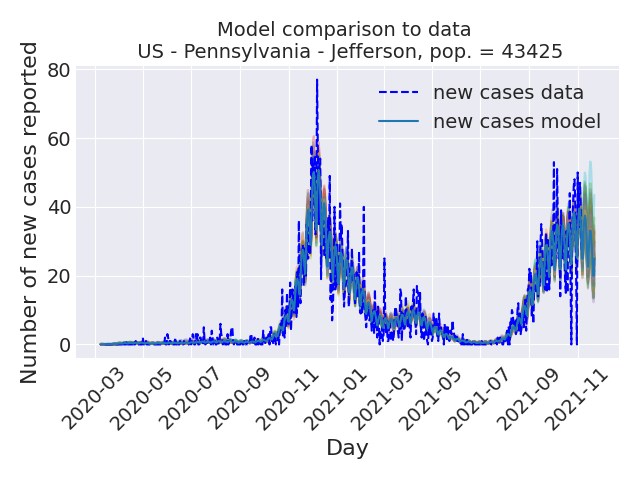 Model comparison to data
US - Pennsylvania - Jefferson, pop. = 43425
Number of new cases reported
80
60
40
20
0
new cases data
new cases model
2020-03
2020-05
2020-07
2020-09
2020-11
2021-01
2021-03
2021-05
2021-07
2021-09
2021-11
Day